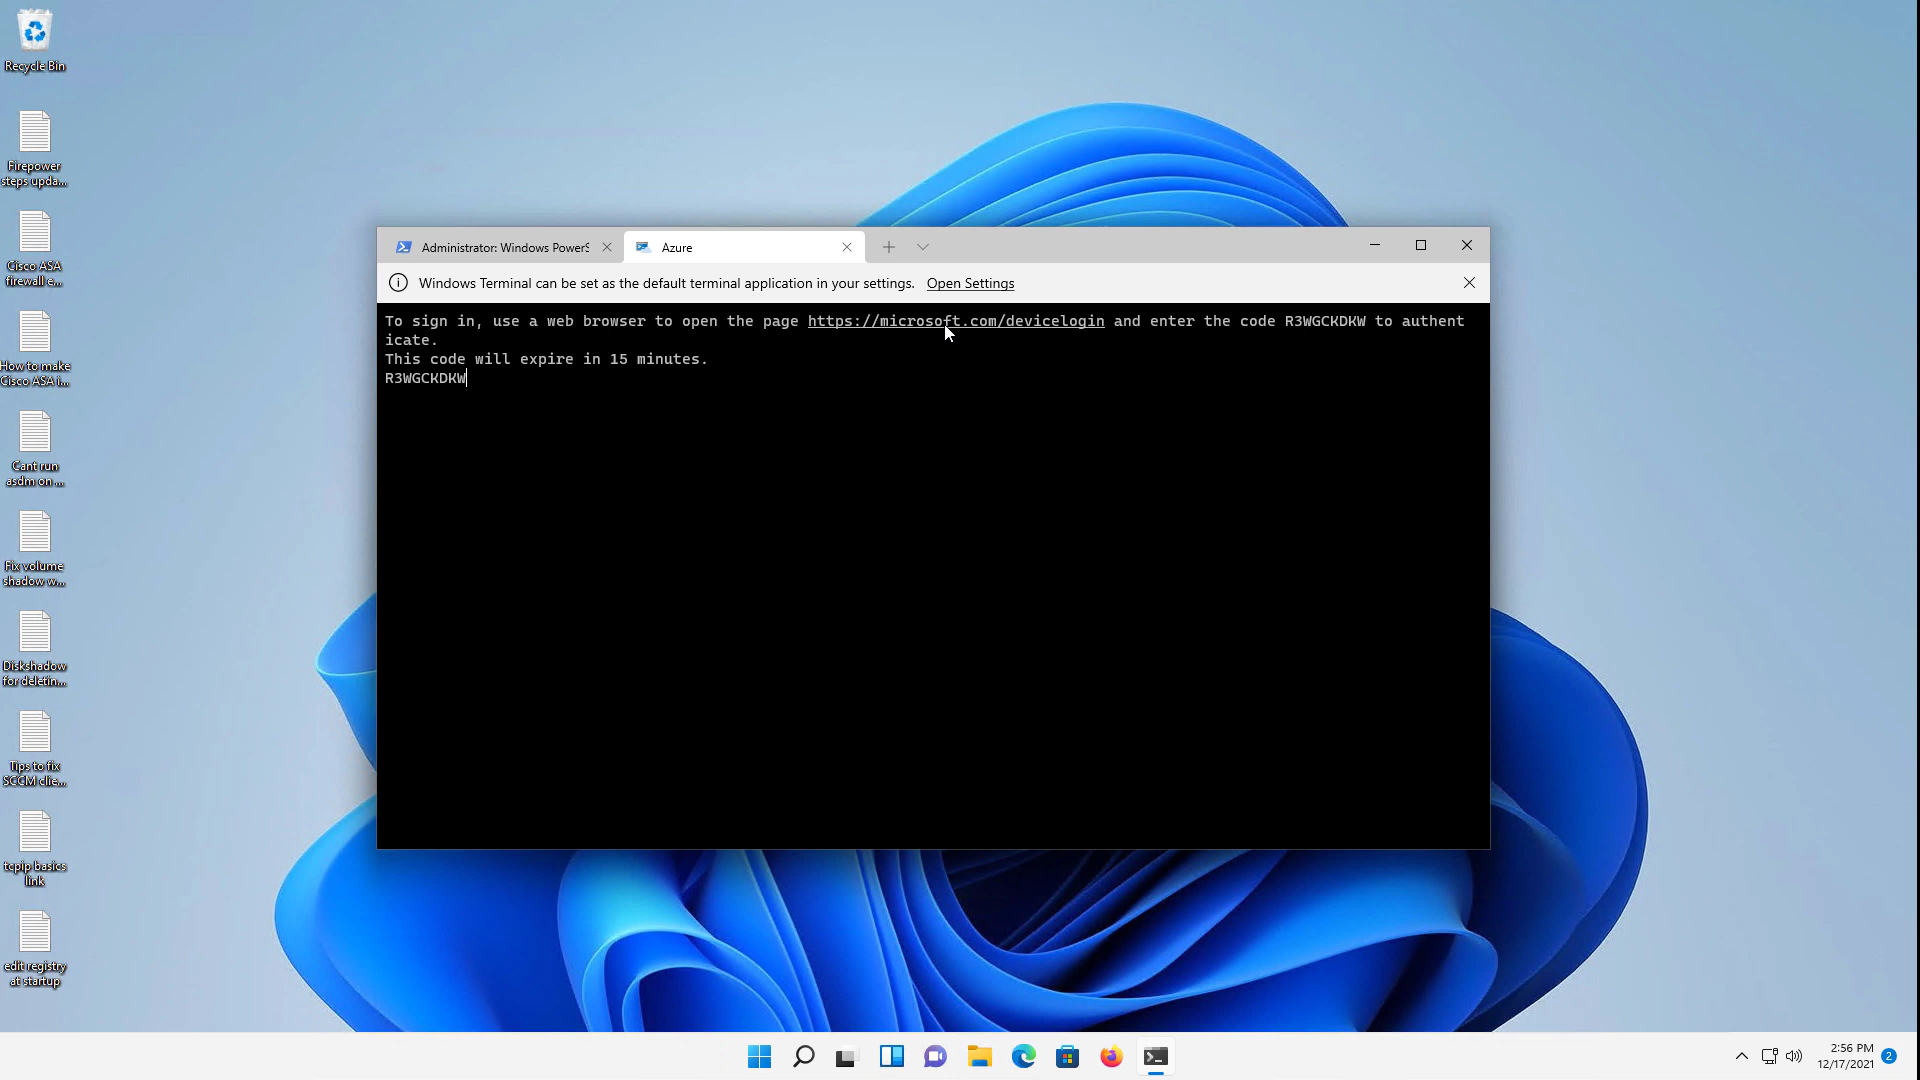 Recycle Bin
Firepower
steps upda...
Cisco ASA
firewall e...
How to make
Cisco ASA i...
Cant run
asdm on ...
Fix volume
shadow w...
Diskshadow
for deletin...
Tips to fix
SCCM clie...
tcpip basics
link
edit registry
at startup
Administrator: Windows PowerS
Azure
Windows Terminal can be set as the default terminal application in your settings. Open Settings
To sign in, use a web browser to open the page https://microsoft.com/devicelogin and enter the code R3WGCKDKW to authent
icate.
This code will expire in 15 minutes.
R3WGCKDKW
2:56 PM
12/17/2021
2